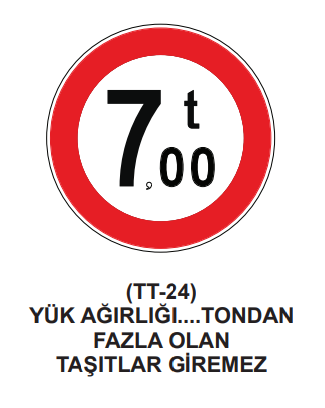 7,00 t
(TT-24)
YÜK AĞIRLIĞI....TONDAN
FAZLA OLAN
TAŞITLAR GİREMEZ